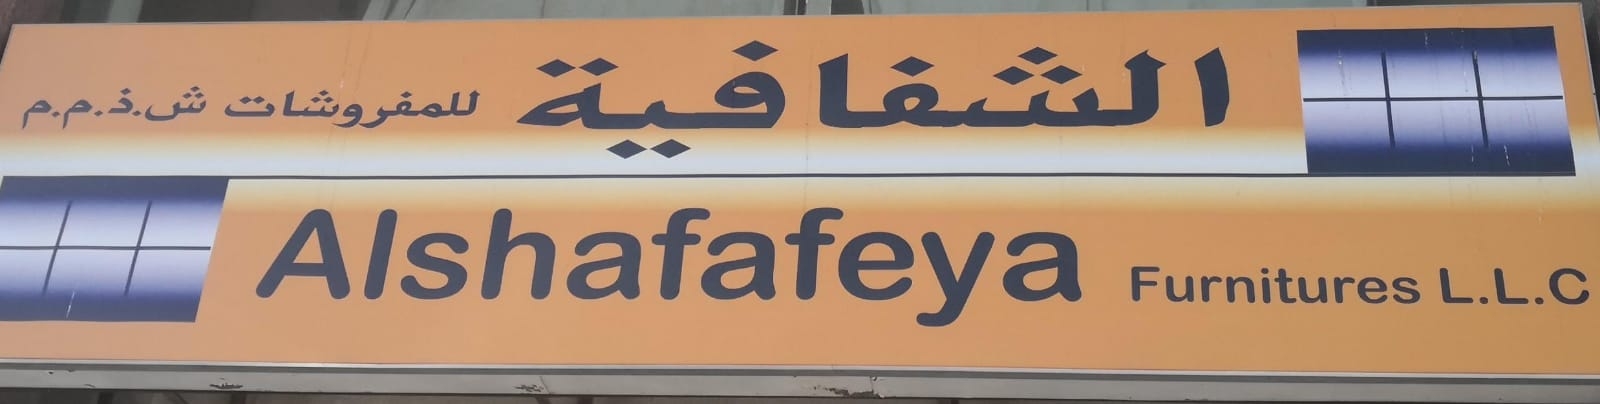 الشفافية للمفروشات ش.ذ.م.م
Alshafafeya Furnitures L.L.C